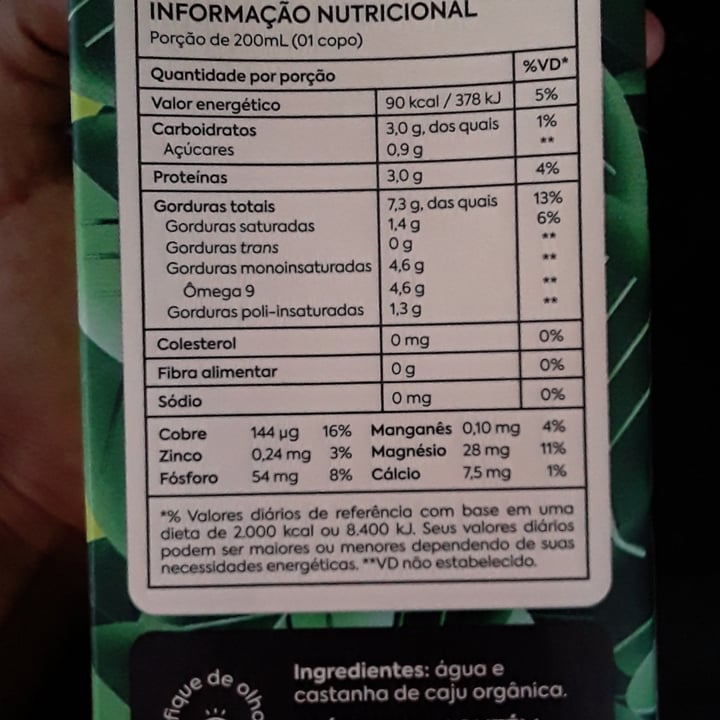 INFORMAÇÃO NUTRICIONAL
Porção de 200mL (01 copo)
Quantidade por porção %VD*
Valor energético 90 kcal / 378 kJ 5%
Carboidratos 3,0 g, dos quais 1%
Açúcares 0,9 g **
Proteínas 3,0 g 4%
Gorduras totais 7,3 g, das quais 13%
Gorduras saturadas 1,4 g 6%
Gorduras trans 0 g **
Gorduras monoinsaturadas 4,6 g **
Ômega 9 4,6 g **
Gorduras poli-insaturadas 1,3 g **
Colesterol 0 mg 0%
Fibra alimentar 0 g 0%
Sódio 0 mg 0%
Cobre 144 µg 16% Manganês 0,10 mg 4%
Zinco 0,24 mg 3% Magnésio 28 mg 11%
Fósforo 54 mg 8% Cálcio 7,5 mg 1%
*% Valores diários de referência com base em uma
dieta de 2.000 kcal ou 8.400 kJ. Seus valores diários
podem ser maiores ou menores dependendo de suas
necessidades energéticas. **VD não estabelecido.
fique de olho
Ingredientes: água e
castanha de caju orgânica.